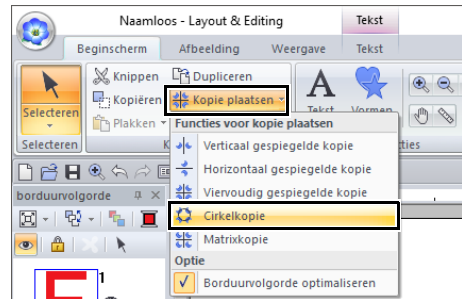 Naamloos - Layout & Editing
Tekst
Beginscherm Afbeelding Weergave Tekst
Selecteren
Knippen
Kopiëren
Plakken
Dupliceren
Kopie plaatsen
Tekst
Vormen
Selecteren
Functies voor kopie plaatsen
Verticaal gespiegelde kopie
Horizontaal gespiegelde kopie
Viervoudig gespiegelde kopie
Cirkelkopie
Matrixkopie
Optie
Borduurvolgorde optimaliseren
borduurvolgorde
1